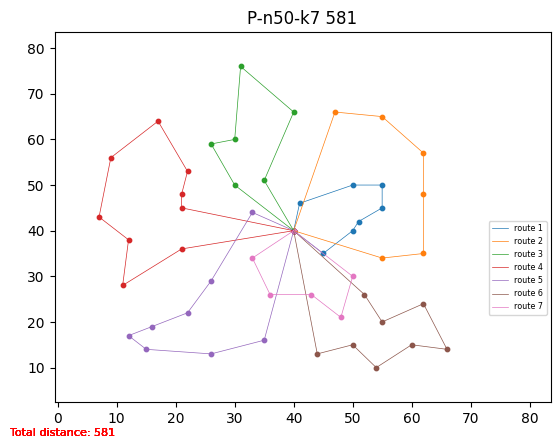 P-n50-k7 581
80
70
60
50
40
30
20
10
0 10 20 30 40 50 60 70 80
route 1
route 2
route 3
route 4
route 5
route 6
route 7
Total distance: 581